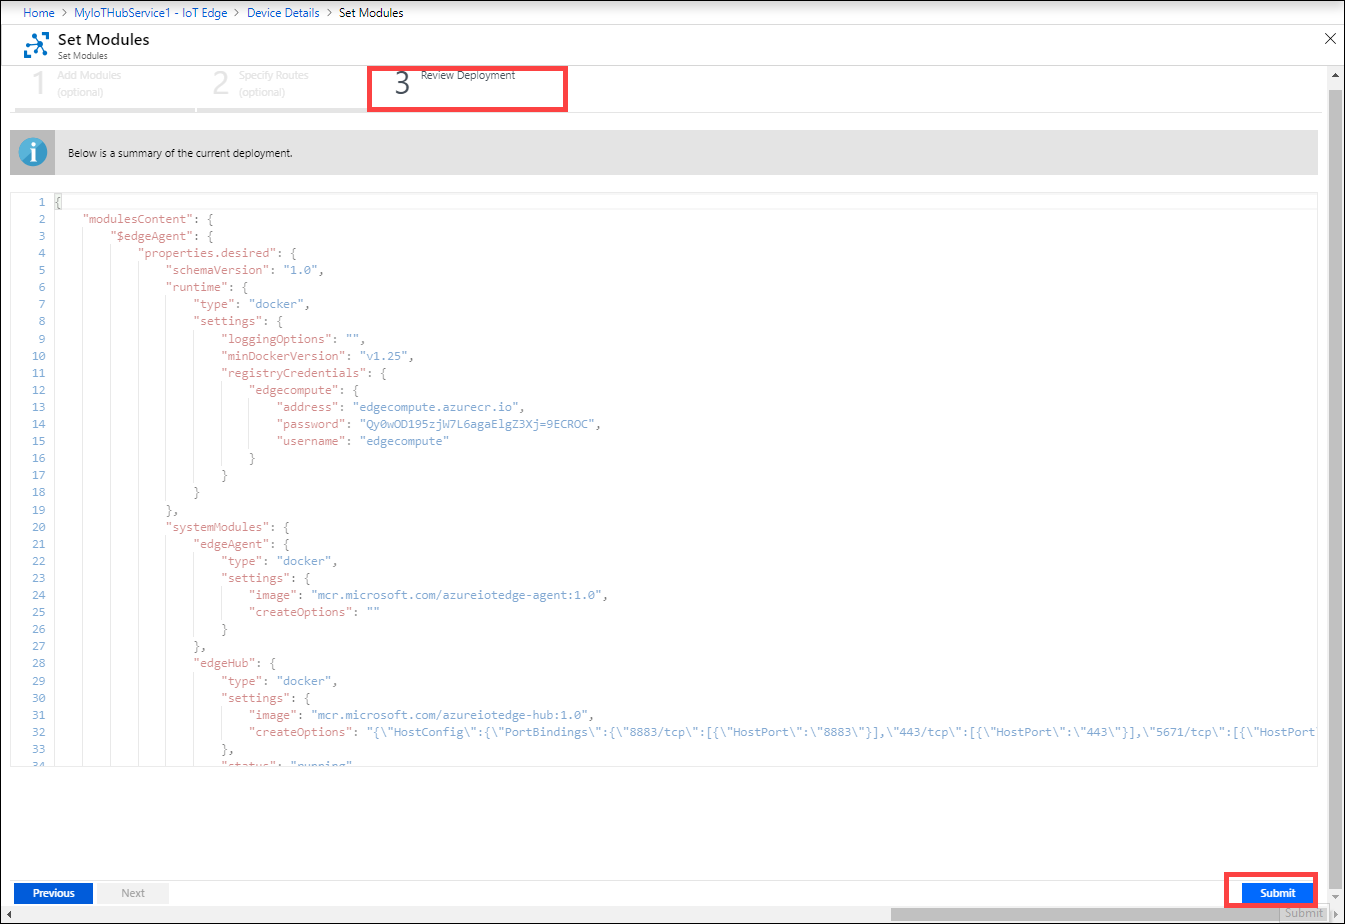 Home > MyIoTHubService1 - IoT Edge > Device Details > Set Modules
Set Modules
Set Modules
1 Add Modules
(optional)
2 Specify Routes
(optional)
3 Review Deployment
Below is a summary of the current deployment.
1 {
2 "modulesContent": {
3 "$edgeAgent": {
4 "properties.desired": {
5 "schemaVersion": "1.0",
6 "runtime": {
7 "type": "docker",
8 "settings": {
9 "loggingOptions": "",
10 "minDockerVersion": "v1.25",
11 "registryCredentials": {
12 "edgecompute": {
13 "address": "edgecompute.azurecr.io",
14 "password": "Qy0wOD195zjW7L6agaElgZ3Xj=9ECROC",
15 "username": "edgecompute"
16 }
17 }
18 }
19 },
20 "systemModules": {
21 "edgeAgent": {
22 "type": "docker",
23 "settings": {
24 "image": "mcr.microsoft.com/azureiotedge-agent:1.0",
25 "createOptions": ""
26 }
27 },
28 "edgeHub": {
29 "type": "docker",
30 "settings": {
31 "image": "mcr.microsoft.com/azureiotedge-hub:1.0",
32 "createOptions": "{\"HostConfig\":{\"PortBindings\":{\"8883/tcp\":[{\"HostPort\":\"8883\"}],\"443/tcp\":[{\"HostPort\":\"443\"}],\"5671/tcp\":[{\"HostPort
33 },
34 "status": "running"
Previous
Next
Submit
Submit